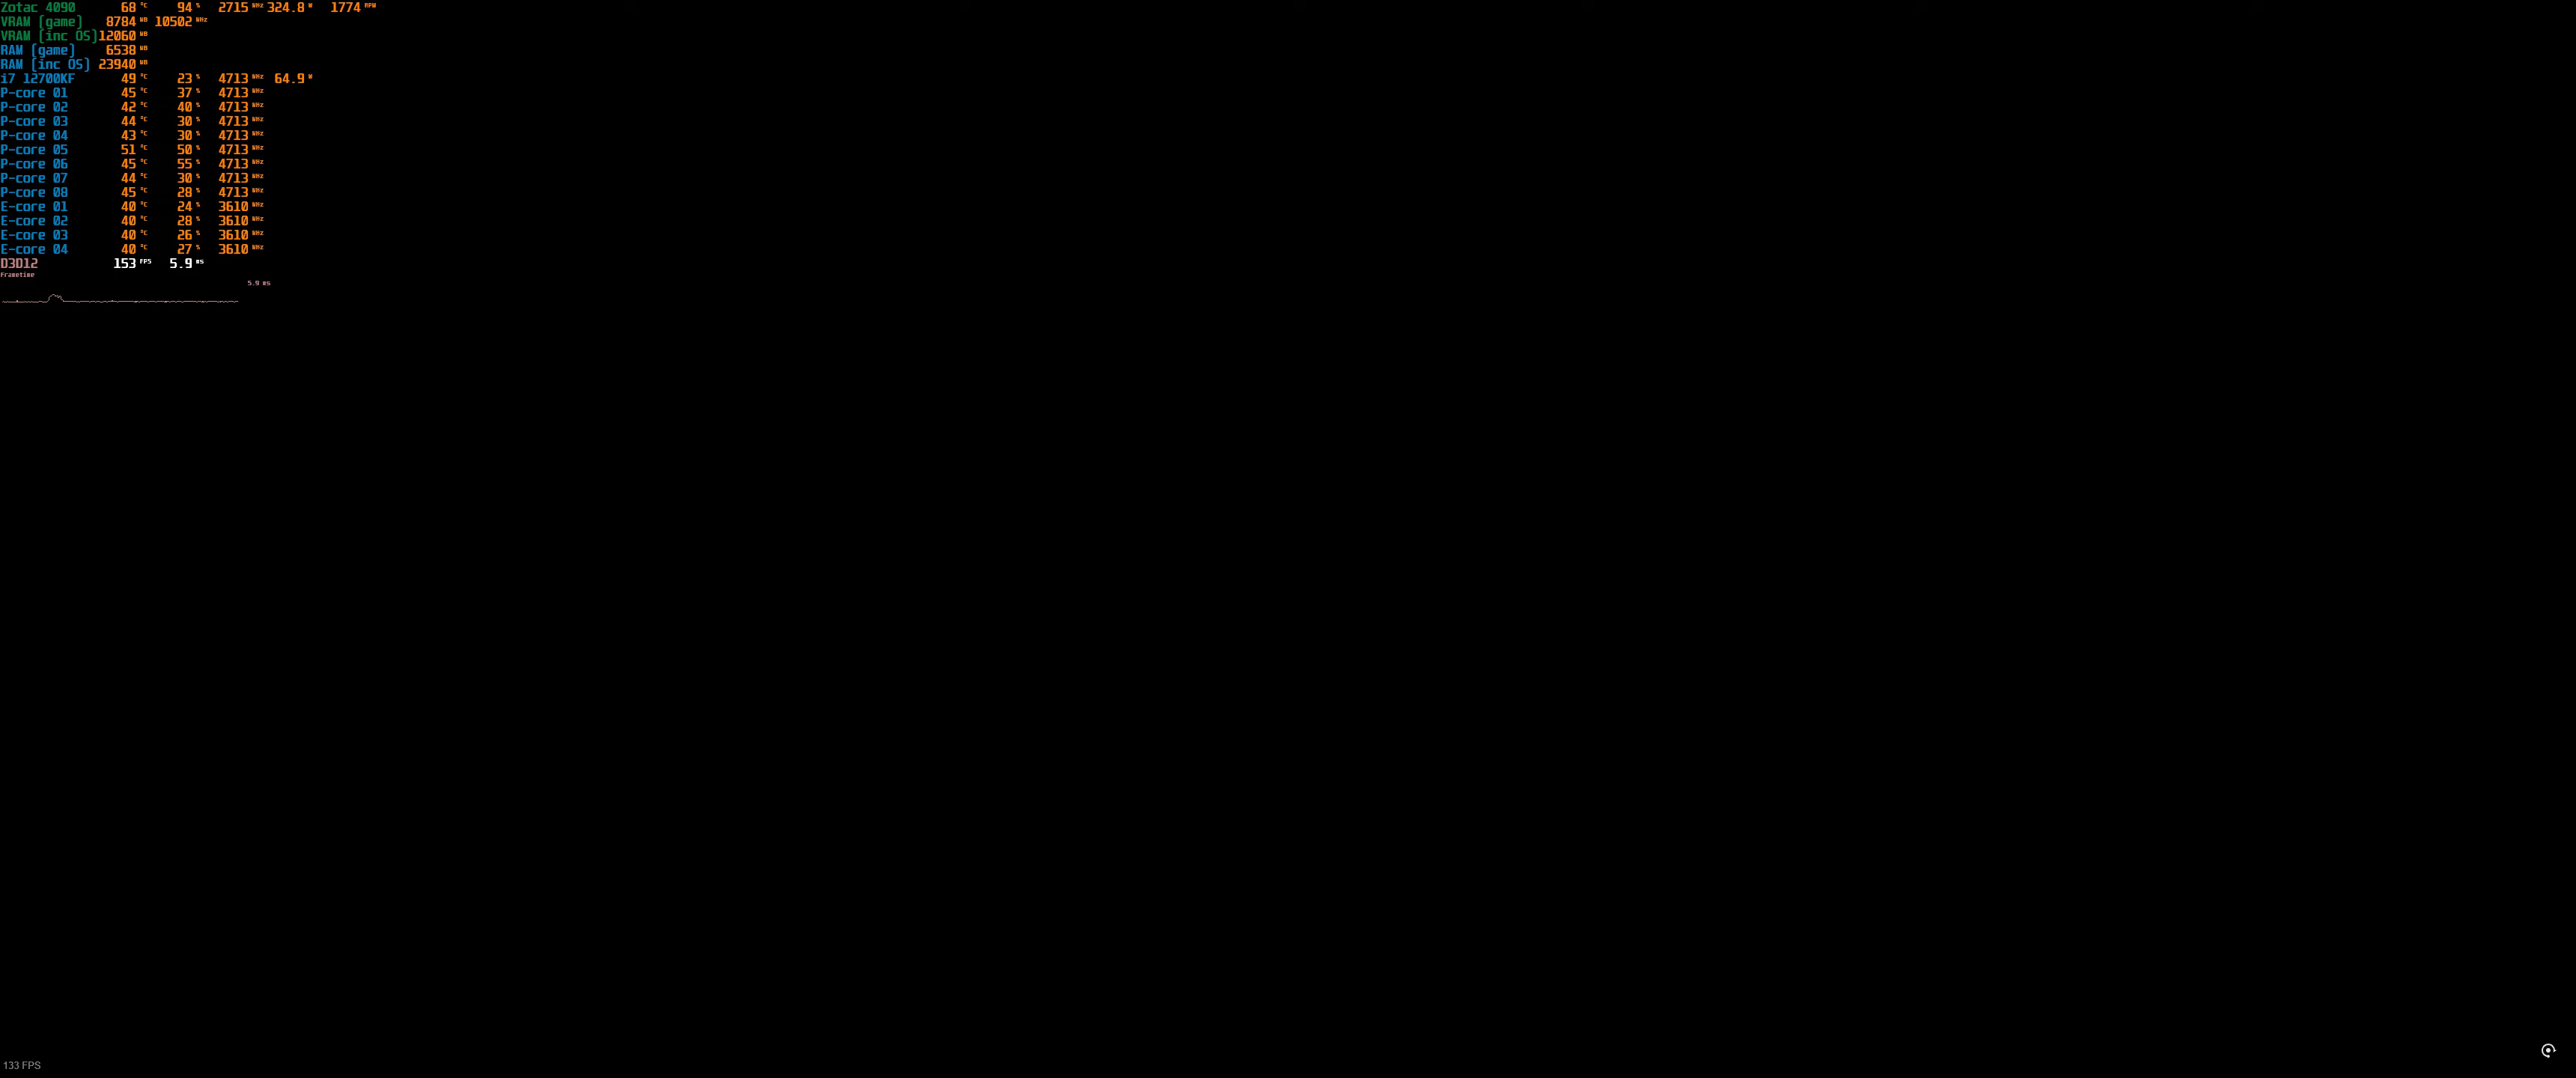 Zotac 4090 68 °C 94 % 2715 MHz 324.8 W 1774 RPM
VRAM (game) 8784 MB 10502 MHz
VRAM (inc OS) 12060 MB
RAM (game) 6538 MB
RAM (inc OS) 23940 MB
i7 12700KF 49 °C 23 % 4713 MHz 64.9 W
P-core 01 45 °C 37 % 4713 MHz
P-core 02 42 °C 40 % 4713 MHz
P-core 03 44 °C 30 % 4713 MHz
P-core 04 43 °C 30 % 4713 MHz
P-core 05 51 °C 50 % 4713 MHz
P-core 06 45 °C 55 % 4713 MHz
P-core 07 44 °C 30 % 4713 MHz
P-core 08 45 °C 28 % 4713 MHz
E-core 01 40 °C 24 % 3610 MHz
E-core 02 40 °C 28 % 3610 MHz
E-core 03 40 °C 26 % 3610 MHz
E-core 04 40 °C 27 % 3610 MHz
D3D12 153 FPS 5.9 ms
Frametime
5.9 ms
133 FPS